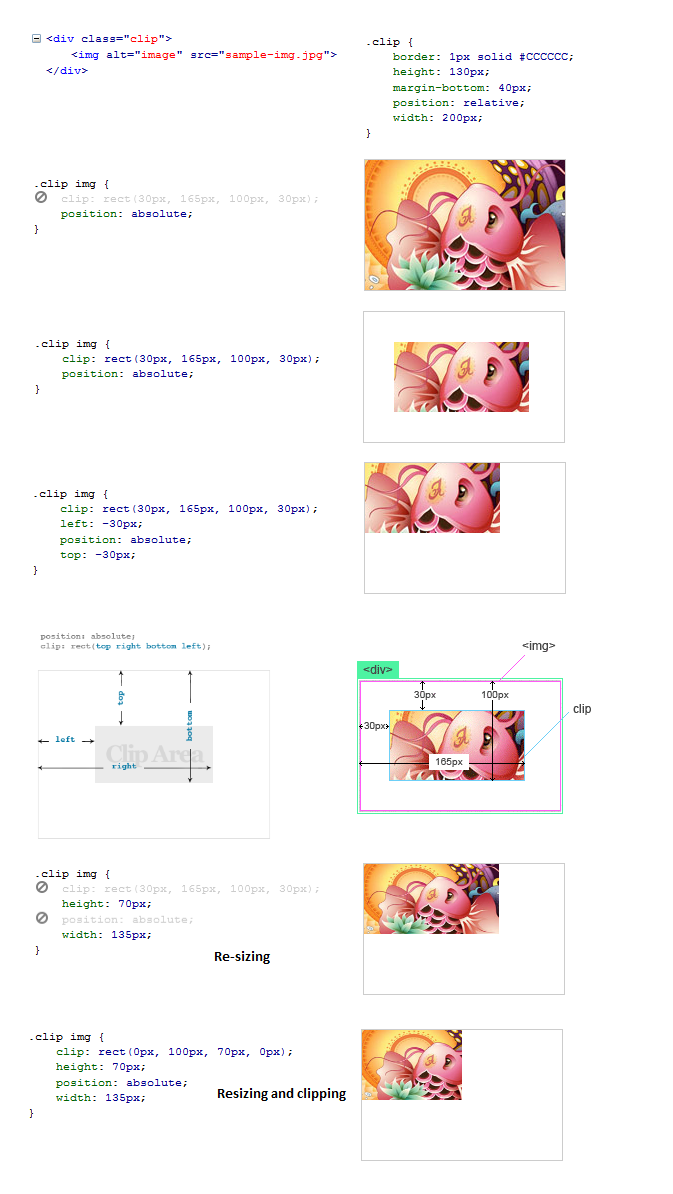 <div class="clip">
<img alt="image" src="sample-img.jpg">
</div>
.clip {
border: 1px solid #CCCCCC;
height: 130px;
margin-bottom: 40px;
position: relative;
width: 200px;
}
.clip img {
clip: rect(30px, 165px, 100px, 30px);
position: absolute;
}
.clip img {
clip: rect(30px, 165px, 100px, 30px);
position: absolute;
}
.clip img {
clip: rect(30px, 165px, 100px, 30px);
left: -30px;
position: absolute;
top: -30px;
}
position: absolute;
clip: rect(top right bottom left);
top
bottom
left
Clip Area
right
<img>
<div>
30px
100px
clip
30px
165px
.clip img {
clip: rect(30px, 165px, 100px, 30px);
height: 70px;
position: absolute;
width: 135px;
}
Re-sizing
.clip img {
clip: rect(0px, 100px, 70px, 0px);
height: 70px;
position: absolute;
width: 135px;
}
Resizing and clipping